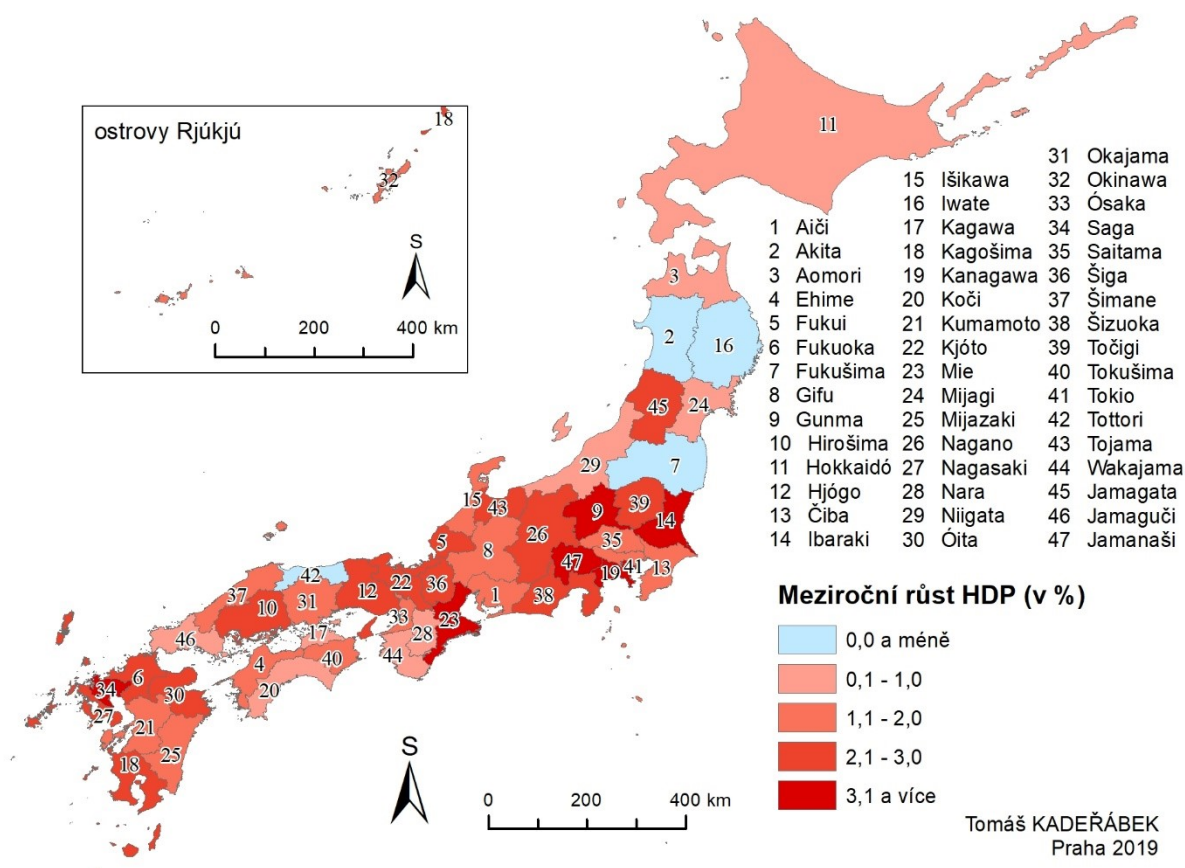 ostrovy Rjúkjú
18
32
S
0 200 400 km
11
3
2
16
45
24
29
7
15
43
9
39
14
26
5
8
35
47
19
41
13
42
12
22
36
1
38
37
10
31
33
23
46
17
28
44
4
40
20
6
34
30
27
21
25
18
S
0 200 400 km
1 Aiči
2 Akita
3 Aomori
4 Ehime
5 Fukui
6 Fukuoka
7 Fukušima
8 Gifu
9 Gunma
10 Hirošima
11 Hokkaidó
12 Hjógo
13 Čiba
14 Ibaraki
15 Išikawa
16 Iwate
17 Kagawa
18 Kagošima
19 Kanagawa
20 Koči
21 Kumamoto
22 Kjóto
23 Mie
24 Mijagi
25 Mijazaki
26 Nagano
27 Nagasaki
28 Nara
29 Niigata
30 Óita
31 Okajama
32 Okinawa
33 Ósaka
34 Saga
35 Saitama
36 Šiga
37 Šimane
38 Šizuoka
39 Točigi
40 Tokušima
41 Tokio
42 Tottori
43 Tojama
44 Wakajama
45 Jamagata
46 Jamaguči
47 Jamanaši
Meziroční růst HDP (v %)
0,0 a méně
0,1 - 1,0
1,1 - 2,0
2,1 - 3,0
3,1 a více
Tomáš KADEŘÁBEK
Praha 2019